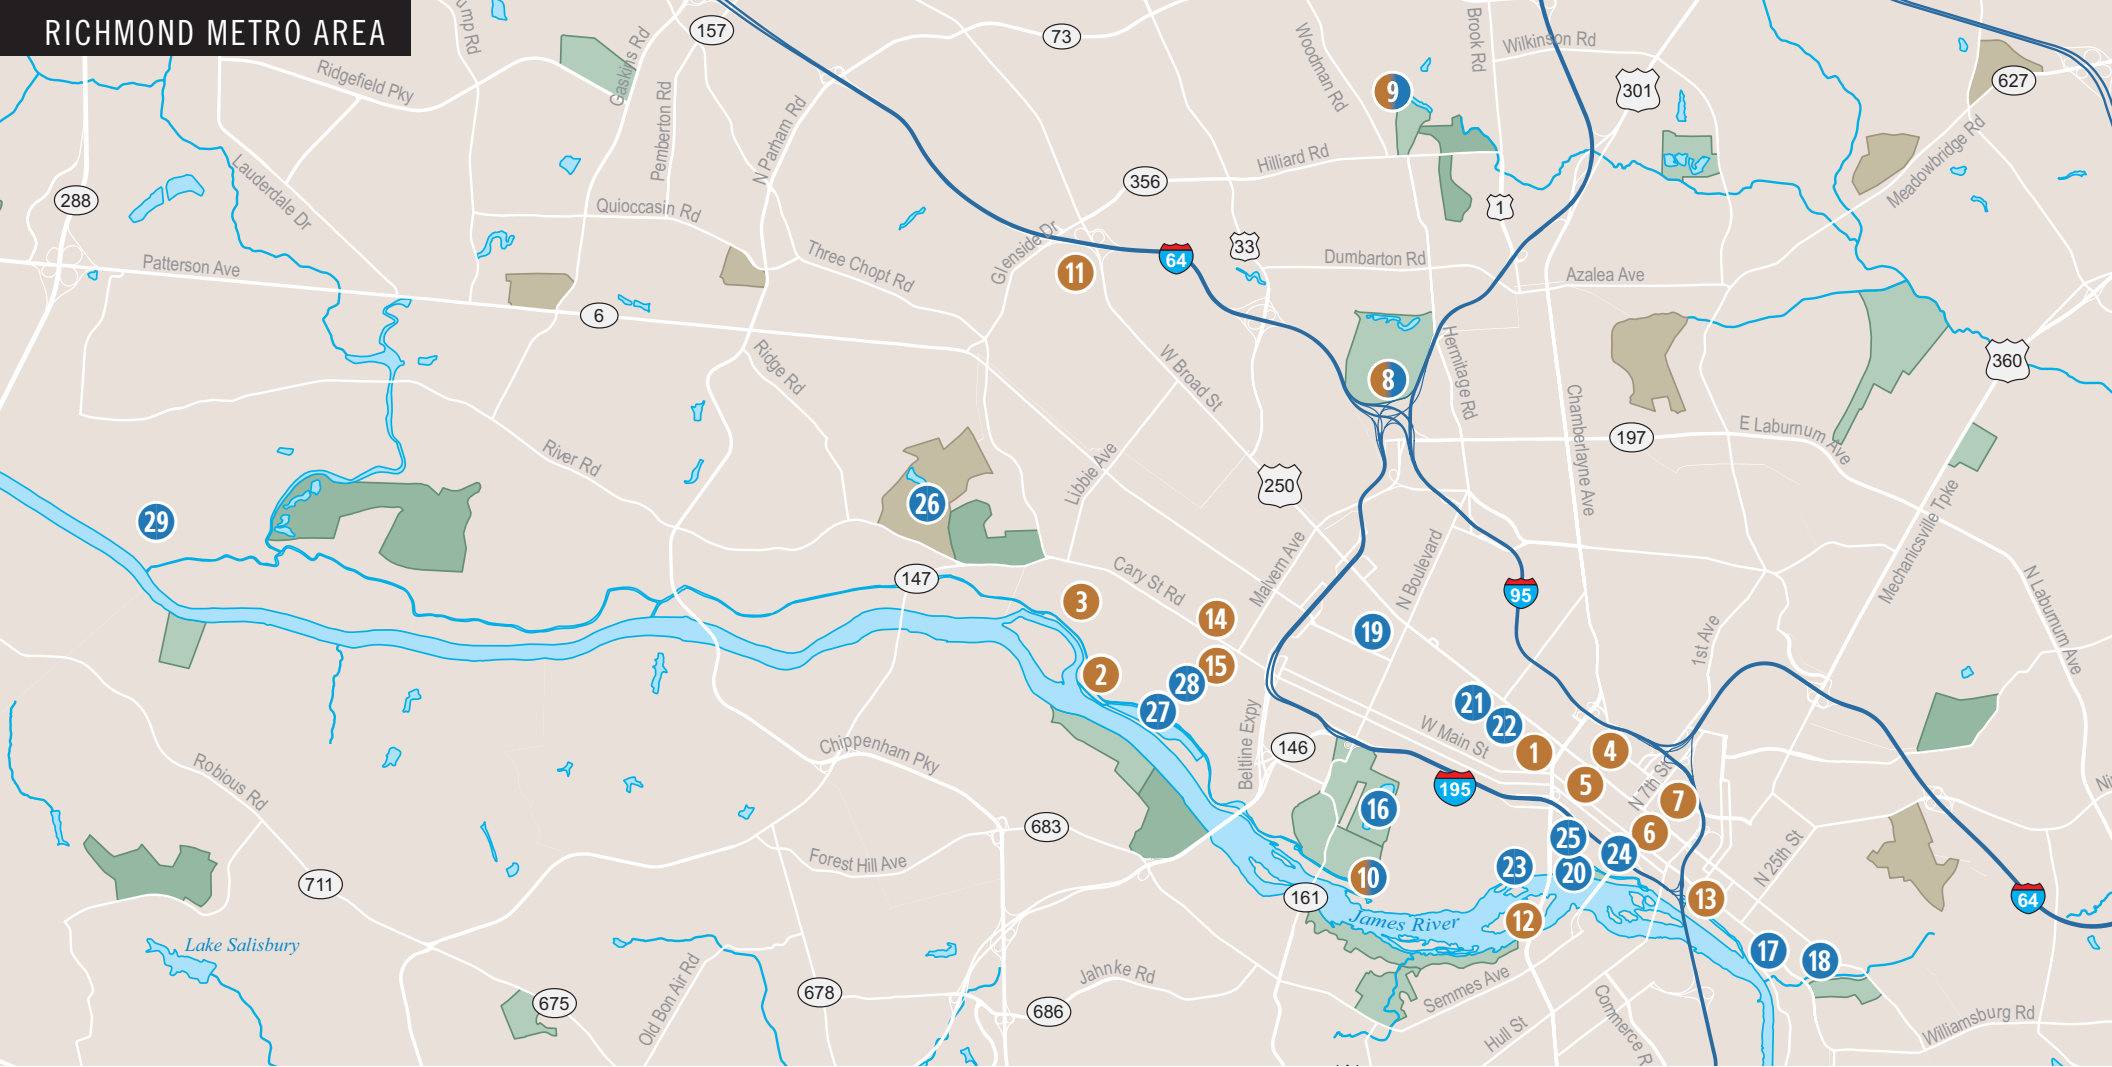 RICHMOND METRO AREA
ump Rd
157
73
Brook Rd
Wilkinson Rd
Woodman Rd
Gaskins Rd
Ridgefield Pky
Pemberton Rd
N Parham Rd
9
301
627
Meadowbridge Rd
Hilliard Rd
356
288
Lauderdale Dr
Quioccasin Rd
1
33
Glenside Dr
Three Chopt Rd
Patterson Ave
11
64
Dumbarton Rd
Azalea Ave
6
Ridge Rd
W Broad St
8
Hermitage Rd
360
Chamberlayne Ave
197
E Laburnum Ave
River Rd
Libbie Ave
250
26
29
Mechanicsville Tpke
Malvern Ave
N Boulevard
147
Cary St Rd
95
3
14
19
1st Ave
N Laburnum Ave
2
15
28
27
21
22
Beltline Expy
146
W Main St
1
4
Chippenham Pky
Robious Rd
195
5
N 7th St
7
16
683
Forest Hill Ave
25
6
24
23
20
N 25th St
10
711
161
13
64
James River
12
Lake Salisbury
17
18
Jahnke Rd
Semmes Ave
675
Old Bon Air Rd
678
686
Hull St
Commerce R
Williamsburg Rd